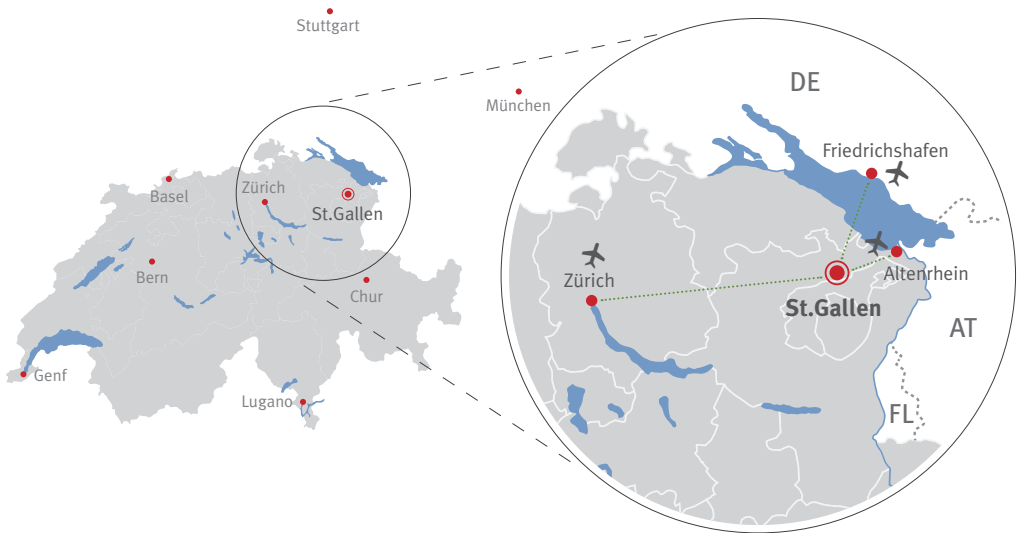 Stuttgart
München
Basel
Zürich
St.Gallen
Bern
Chur
Genf
Lugano
DE
Friedrichshafen
Zürich
Altenrhein
St.Gallen
AT
FL